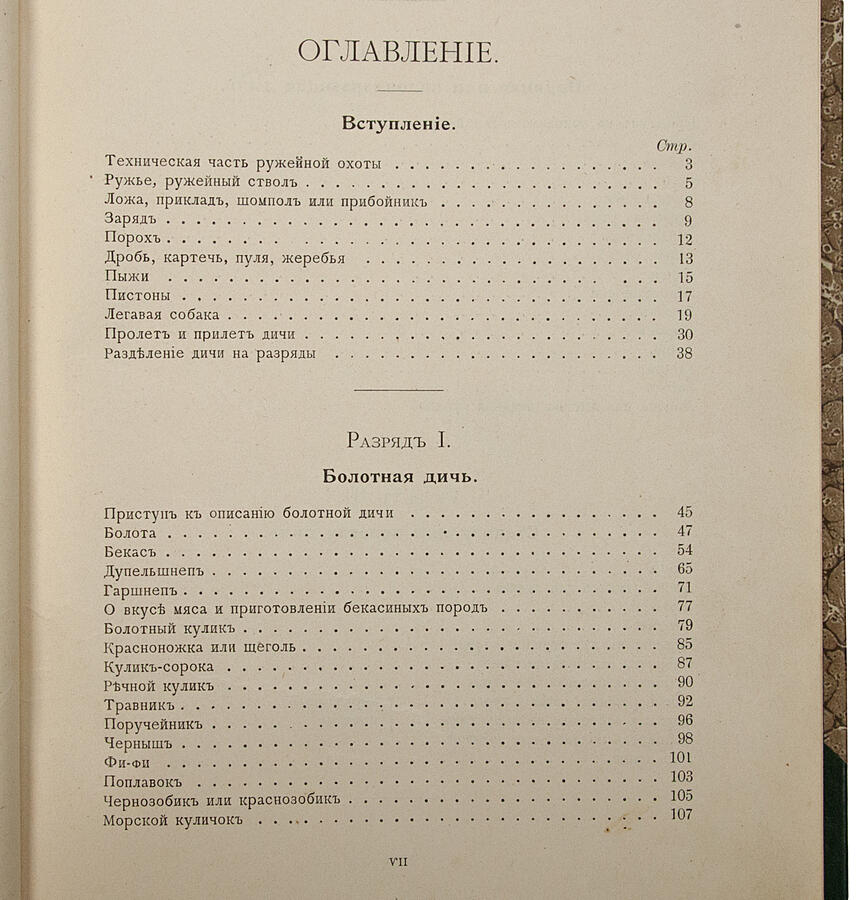 ОГЛАВЛЕНІЕ.
Вступленіе.
Стр.
Техническая часть ружейной охоты . . . . . . . . . . . . . . . 3
Ружье, ружейный стволъ . . . . . . . . . . . . . . . . . . . 5
Ложа, прикладъ, шомполъ или прибойникъ . . . . . . . . . . . . 8
Зарядъ . . . . . . . . . . . . . . . . . . . . . . . . . . 9
Порохъ . . . . . . . . . . . . . . . . . . . . . . . . . . 12
Дробь, картечь, пуля, жеребья . . . . . . . . . . . . . . . . 13
Пыжи . . . . . . . . . . . . . . . . . . . . . . . . . . 15
Пистоны . . . . . . . . . . . . . . . . . . . . . . . . . 17
Легавая собака . . . . . . . . . . . . . . . . . . . . . . . 19
Пролетъ и прилетъ дичи . . . . . . . . . . . . . . . . . . . 30
Раздѣленіе дичи на разряды . . . . . . . . . . . . . . . . . 38
Разрядъ I.
Болотная дичь.
Приступъ къ описанію болотной дичи . . . . . . . . . . . . . . 45
Болота . . . . . . . . . . . . . . . . . . . . . . . . . . 47
Бекасъ . . . . . . . . . . . . . . . . . . . . . . . . . . 54
Дупельшнепъ . . . . . . . . . . . . . . . . . . . . . . . . 65
Гаршнепъ . . . . . . . . . . . . . . . . . . . . . . . . . 71
О вкусѣ мяса и приготовленіи бекасиныхъ породъ . . . . . . . . . 77
Болотный куликъ . . . . . . . . . . . . . . . . . . . . . . 79
Красноножка или щеголь . . . . . . . . . . . . . . . . . . . 85
Куликъ-сорока . . . . . . . . . . . . . . . . . . . . . . . 87
Рѣчной куликъ . . . . . . . . . . . . . . . . . . . . . . . 90
Травникъ . . . . . . . . . . . . . . . . . . . . . . . . . 92
Поручейникъ . . . . . . . . . . . . . . . . . . . . . . . . 96
Чернышъ . . . . . . . . . . . . . . . . . . . . . . . . . 98
Фи-фи . . . . . . . . . . . . . . . . . . . . . . . . . . 101
Поплавокъ . . . . . . . . . . . . . . . . . . . . . . . . . 103
Чернозобикъ или краснозобикъ . . . . . . . . . . . . . . . . . 105
Морской куличокъ . . . . . . . . . . . . . . . . . . . . . . 107
VII